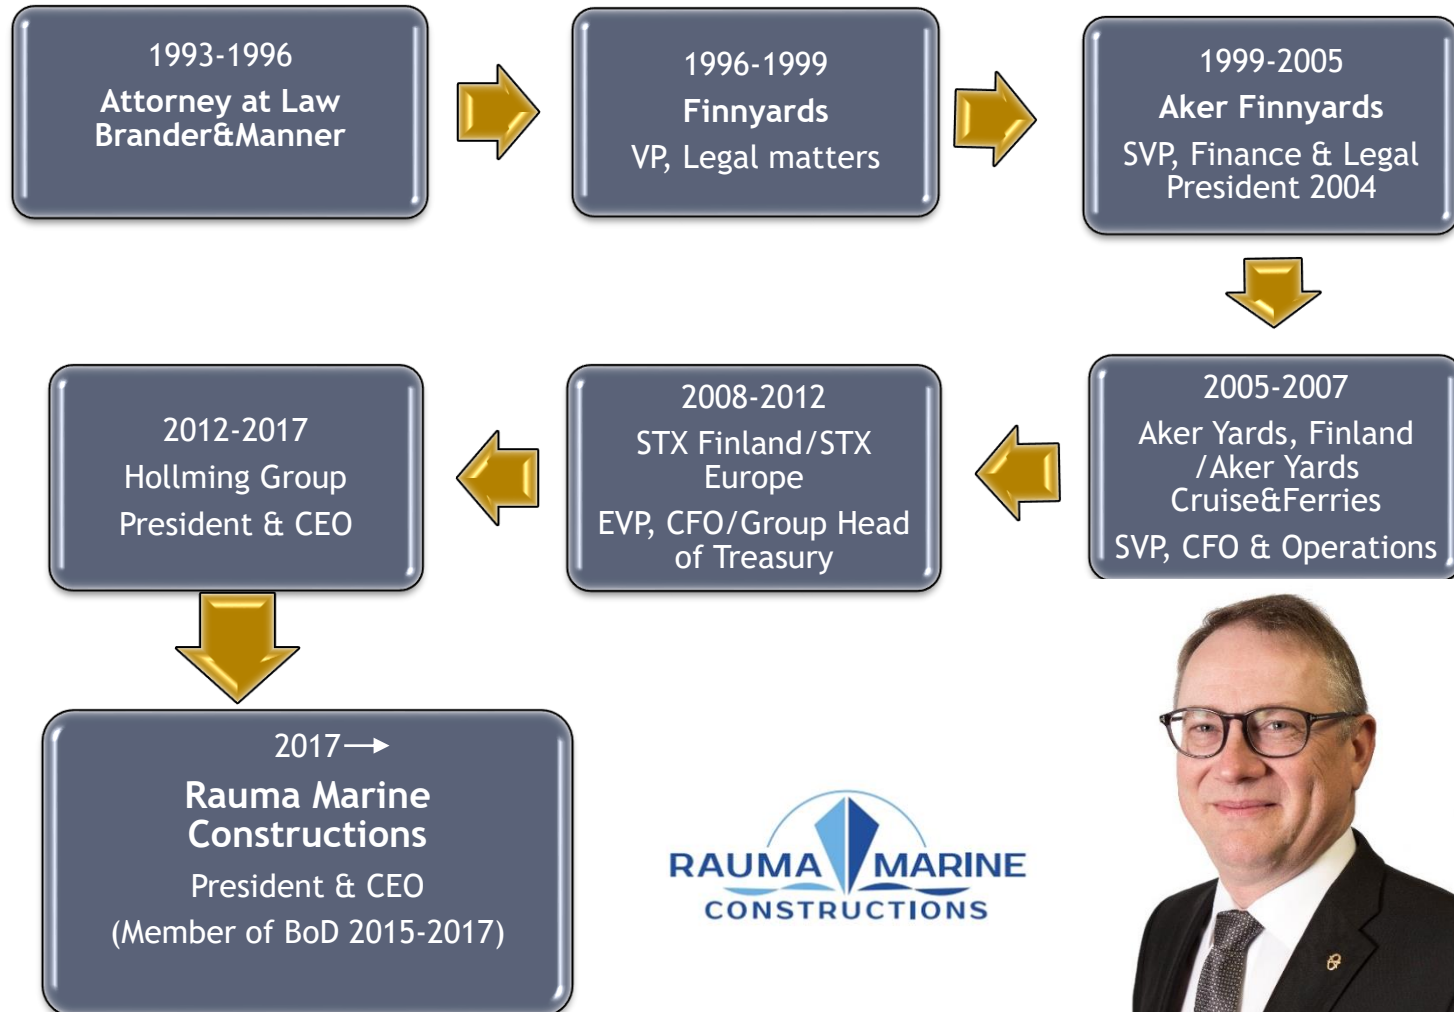 1993-1996
Attorney at Law
Brander&Manner
1996-1999
Finnyards
VP, Legal matters
1999-2005
Aker Finnyards
SVP, Finance & Legal
President 2004
2005-2007
Aker Yards, Finland
/Aker Yards
Cruise&Ferries
SVP, CFO & Operations
2008-2012
STX Finland/STX
Europe
EVP, CFO/Group Head
of Treasury
2012-2017
Hollming Group
President & CEO
2017→
Rauma Marine
Constructions
President & CEO
(Member of BoD 2015-2017)
RAUMA MARINE
CONSTRUCTIONS